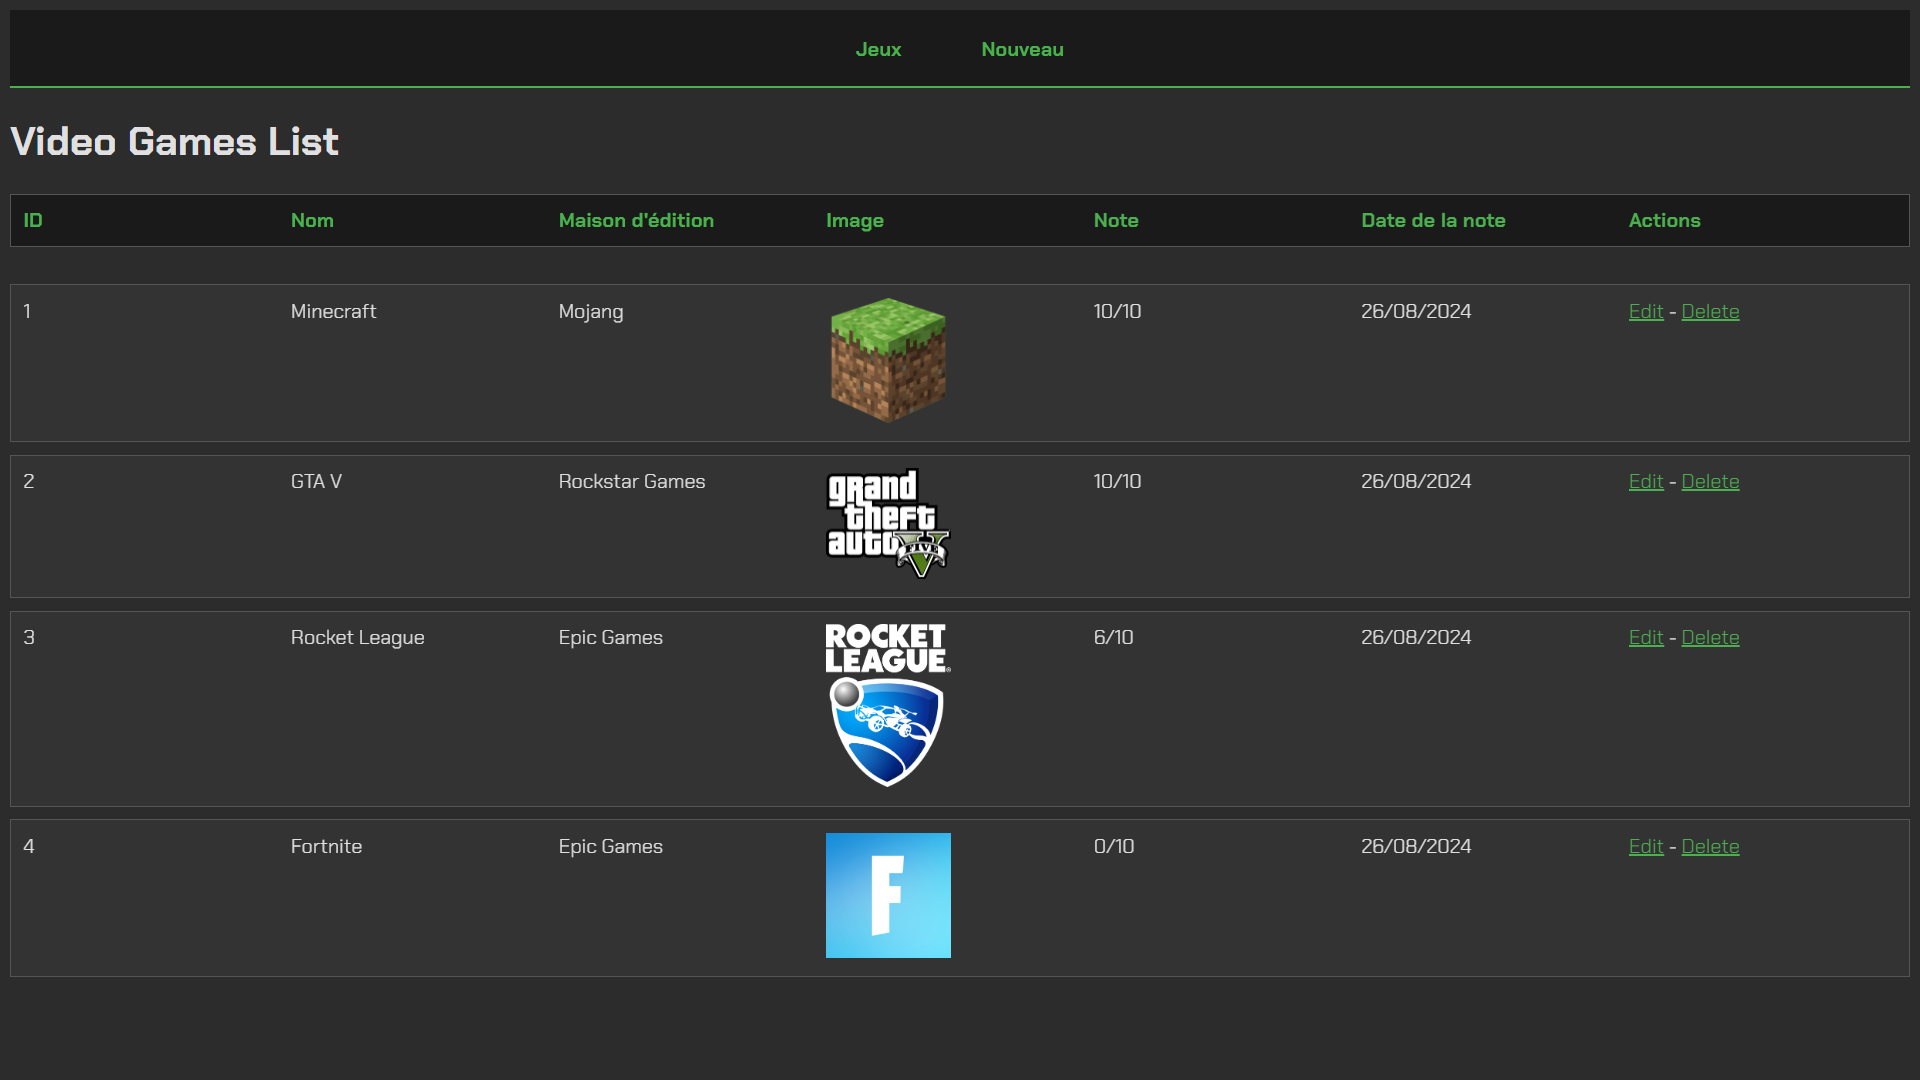 Jeux Nouveau
Video Games List
ID Nom Maison d'édition Image Note Date de la note Actions
1 Minecraft Mojang 10/10 26/08/2024 Edit - Delete
2 GTA V Rockstar Games 10/10 26/08/2024 Edit - Delete
grand
theft
auto
FIVE
V
3 Rocket League Epic Games 6/10 26/08/2024 Edit - Delete
ROCKET
LEAGUE®
4 Fortnite Epic Games 0/10 26/08/2024 Edit - Delete
F